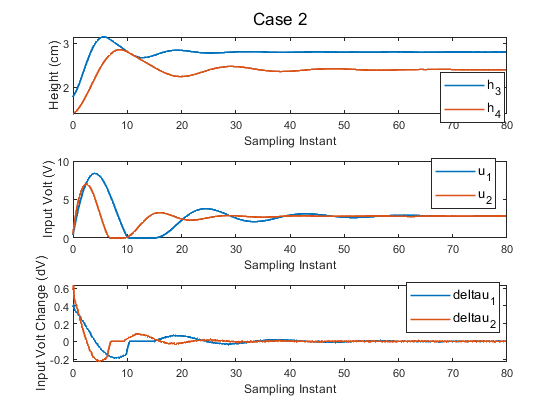 Case 2
Height (cm)
3
2
h3
h4
0 10 20 30 40 50 60 70 80
Sampling Instant
Input Volt (V)
10
5
0
u1
u2
0 10 20 30 40 50 60 70 80
Sampling Instant
Input Volt Change (dV)
0.6
0.4
0.2
0
-0.2
deltau1
deltau2
0 10 20 30 40 50 60 70 80
Sampling Instant